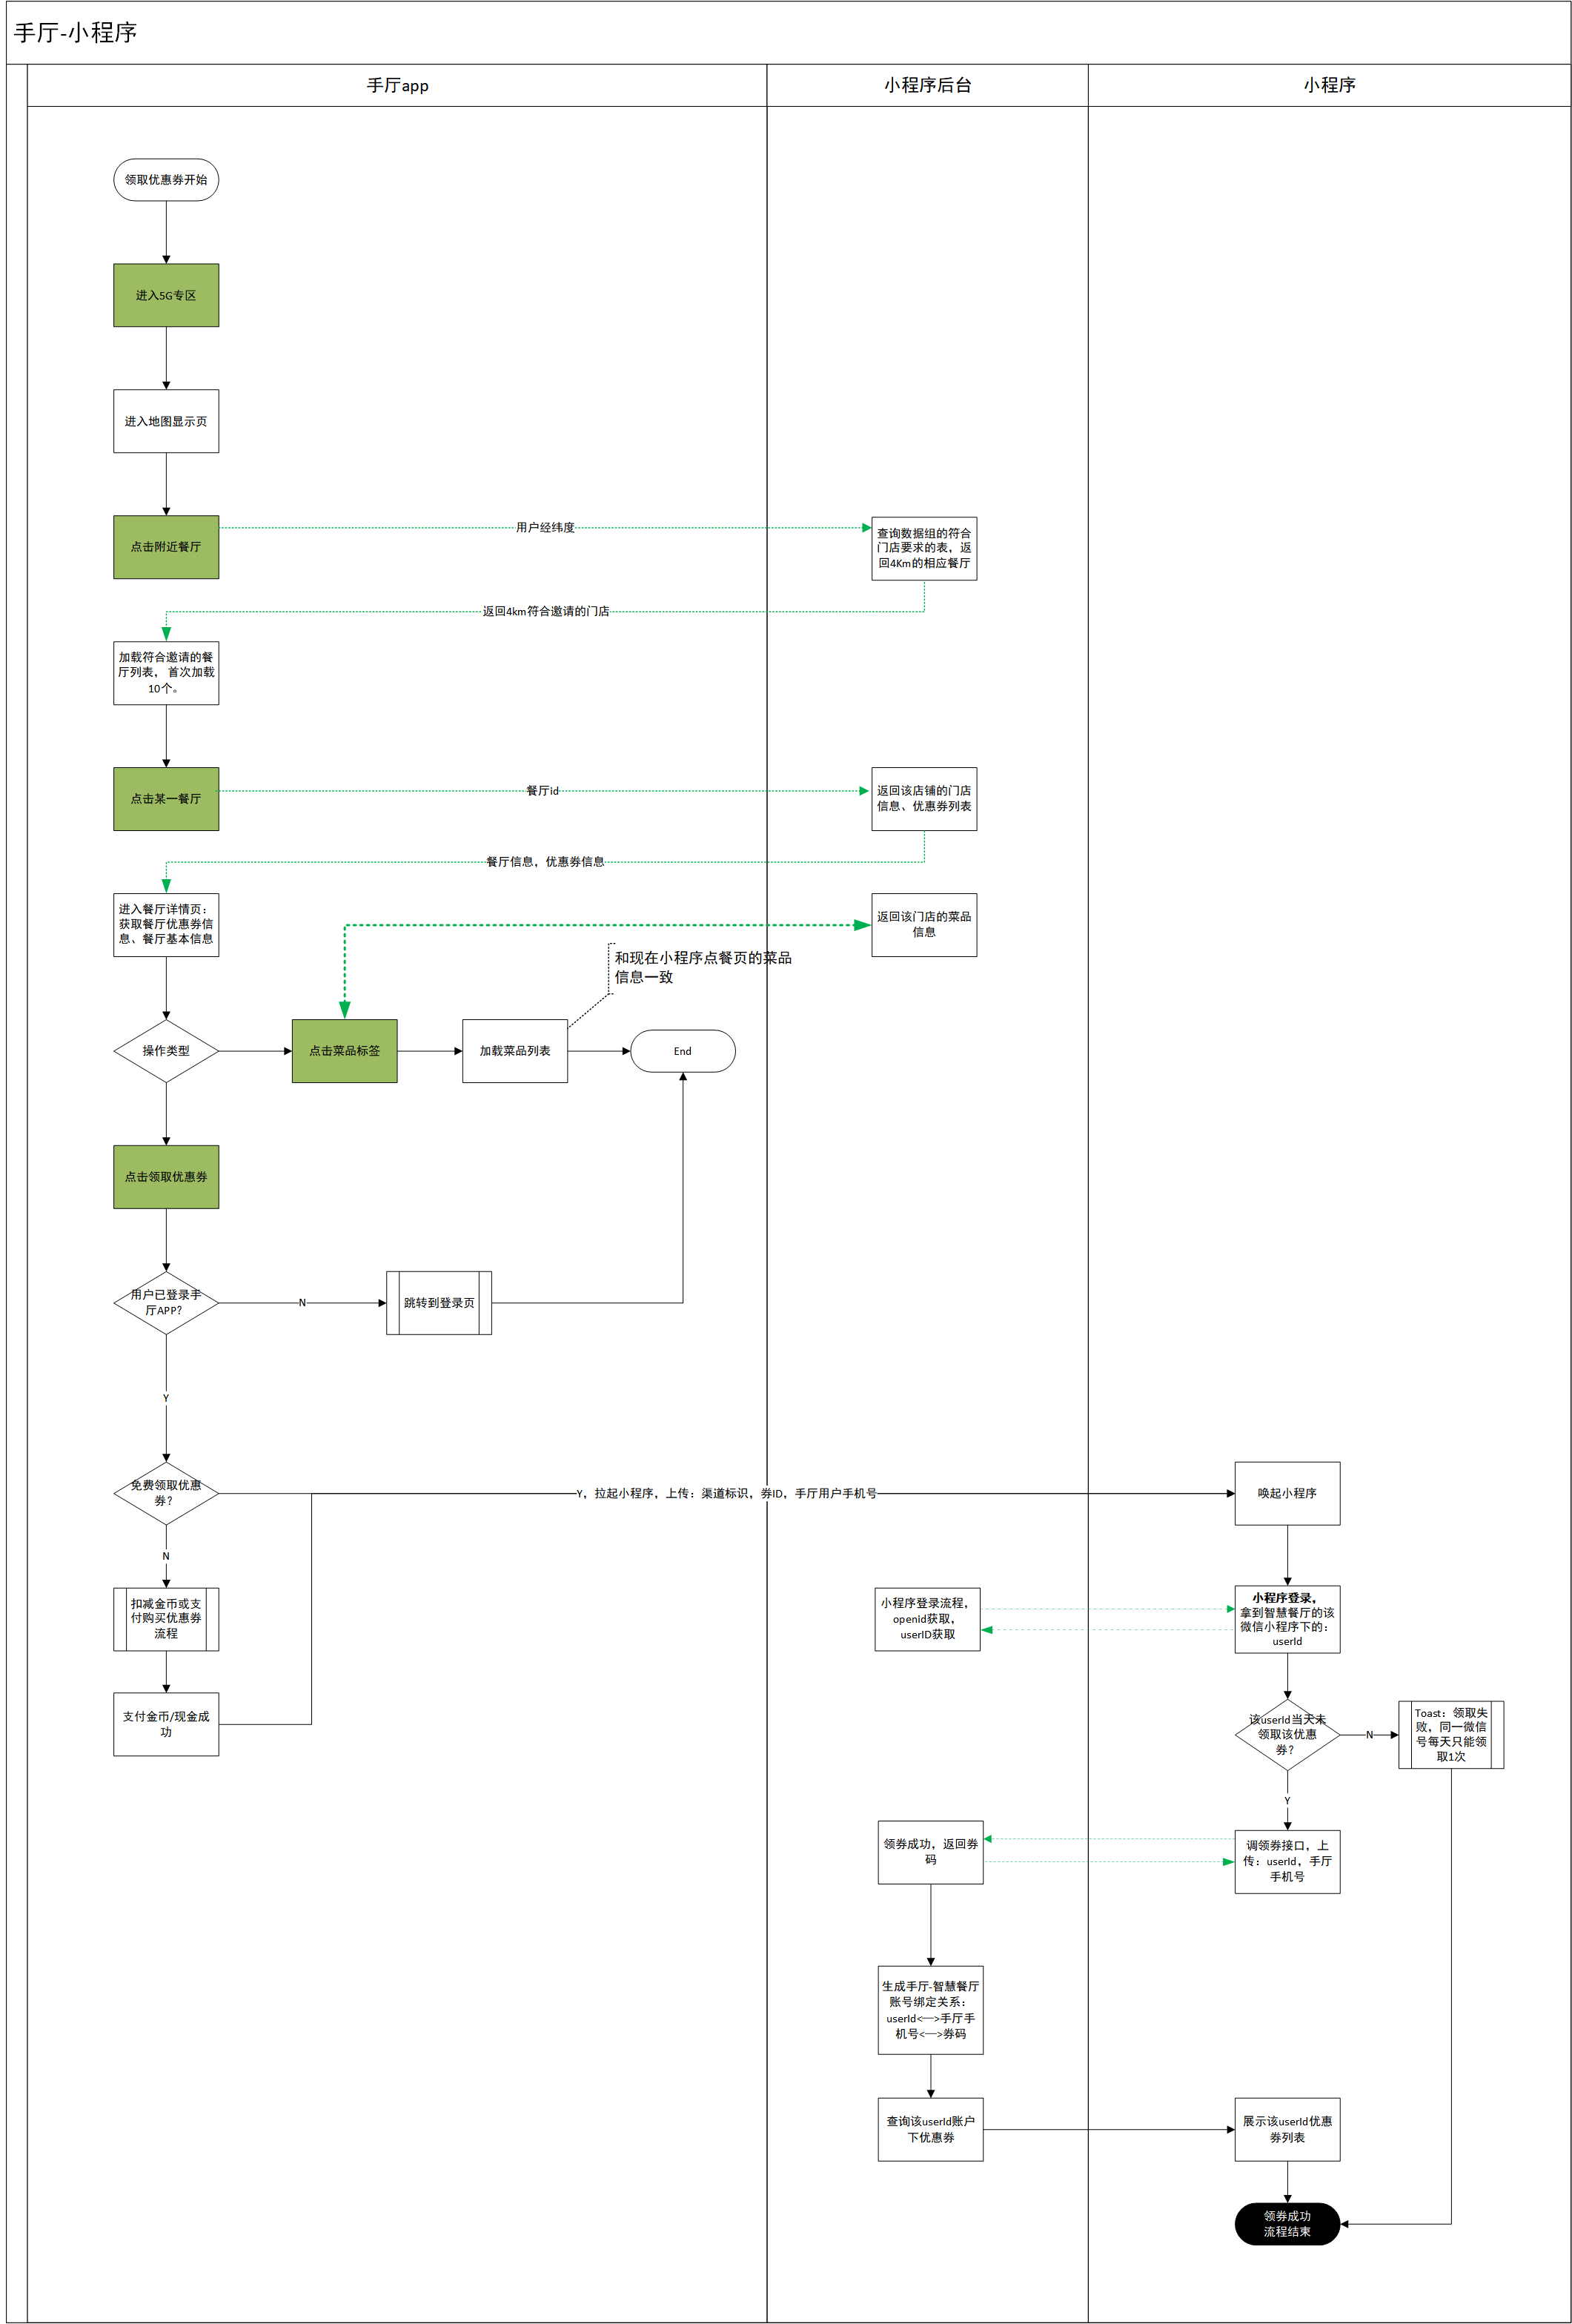 手厅-小程序
手厅app
小程序后台
小程序
领取优惠券开始
进入5G专区
进入地图显示页
点击附近餐厅
用户经纬度
查询数据组的符合
门店要求的表，返
回4Km的相应餐厅
返回4km符合邀请的门店
加载符合邀请的餐
厅列表，首次加载
10个。
点击某一餐厅
餐厅id
返回该店铺的门店
信息、优惠券列表
餐厅信息，优惠券信息
进入餐厅详情页：
获取餐厅优惠券信
息、餐厅基本信息
返回该门店的菜品
信息
和现在小程序点餐页的菜品
信息一致
操作类型
点击菜品标签
加载菜品列表
End
点击领取优惠券
用户已登录手
厅APP？
N
跳转到登录页
Y
免费领取优惠
券？
Y，拉起小程序，上传：渠道标识，券ID，手厅用户手机号
唤起小程序
N
扣减金币或支
付购买优惠券
流程
小程序登录流程，
openid获取，
userID获取
小程序登录，
拿到智慧餐厅的该
微信小程序下的：
userId
支付金币/现金成
功
该userId当天未
领取该优惠
券？
N
Toast：领取失
败，同一微信
号每天只能领
取1次
Y
领券成功，返回券
码
调领券接口，上
传：userId，手厅
手机号
生成手厅-智慧餐厅
账号绑定关系：
userId<—>手厅手
机号<—>券码
查询该userId账户
下优惠券
展示该userId优惠
券列表
领券成功
流程结束